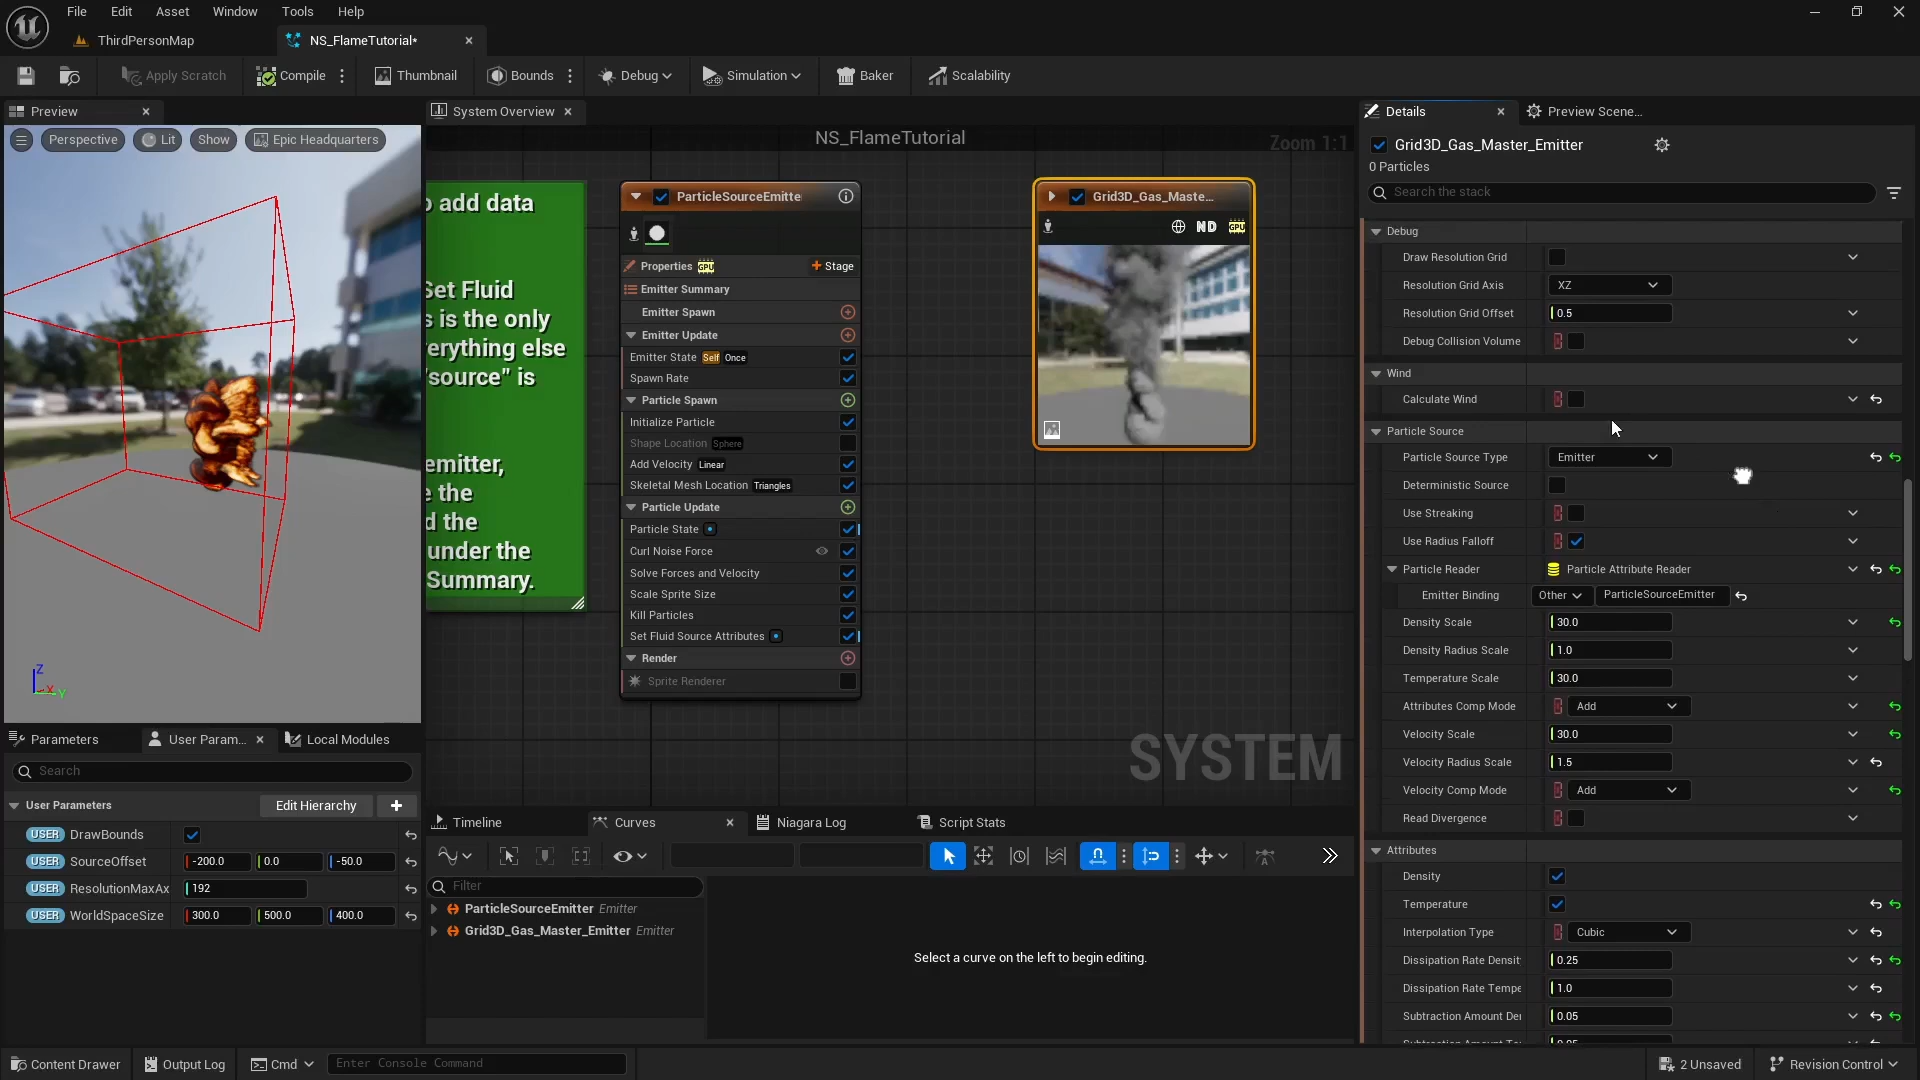 File Edit Asset Window Tools Help
ThirdPersonMap
NS_FlameTutorial*
Apply Scratch
Compile
Thumbnail
Bounds
Debug
Simulation
Baker
Scalability
Preview
Perspective
Lit
Show
Epic Headquarters
Z
X
Y
System Overview
NS_FlameTutorial
Zoom 1:1
add data
Set Fluid
s is the only
erything else
"source" is
emitter,
e the
d the
under the
Summary.
ParticleSourceEmitte
Properties GPU
Stage
Emitter Summary
Emitter Spawn
Emitter Update
Emitter State Self Once
Spawn Rate
Particle Spawn
Initialize Particle
Shape Location Sphere
Add Velocity Linear
Skeletal Mesh Location Triangles
Particle Update
Particle State
Curl Noise Force
Solve Forces and Velocity
Scale Sprite Size
Kill Particles
Set Fluid Source Attributes
Render
Sprite Renderer
Grid3D_Gas_Maste...
ND GPU
SYSTEM
Parameters
User Param...
Local Modules
Search
User Parameters
Edit Hierarchy
USER DrawBounds
USER SourceOffset -200.0 0.0 -50.0
USER ResolutionMaxAx 192
USER WorldSpaceSize 300.0 500.0 400.0
Timeline
Curves
Niagara Log
Script Stats
Filter
ParticleSourceEmitter Emitter
Grid3D_Gas_Master_Emitter Emitter
Select a curve on the left to begin editing.
Details
Preview Scene...
Grid3D_Gas_Master_Emitter
0 Particles
Search the stack
Debug
Draw Resolution Grid
Resolution Grid Axis XZ
Resolution Grid Offset 0.5
Debug Collision Volume
Wind
Calculate Wind
Particle Source
Particle Source Type Emitter
Deterministic Source
Use Streaking
Use Radius Falloff
Particle Reader Particle Attribute Reader
Emitter Binding Other ParticleSourceEmitter
Density Scale 30.0
Density Radius Scale 1.0
Temperature Scale 30.0
Attributes Comp Mode Add
Velocity Scale 30.0
Velocity Radius Scale 1.5
Velocity Comp Mode Add
Read Divergence
Attributes
Density
Temperature
Interpolation Type Cubic
Dissipation Rate Densit 0.25
Dissipation Rate Tempe 1.0
Subtraction Amount Der 0.05
Content Drawer
Output Log
Cmd
Enter Console Command
2 Unsaved
Revision Control